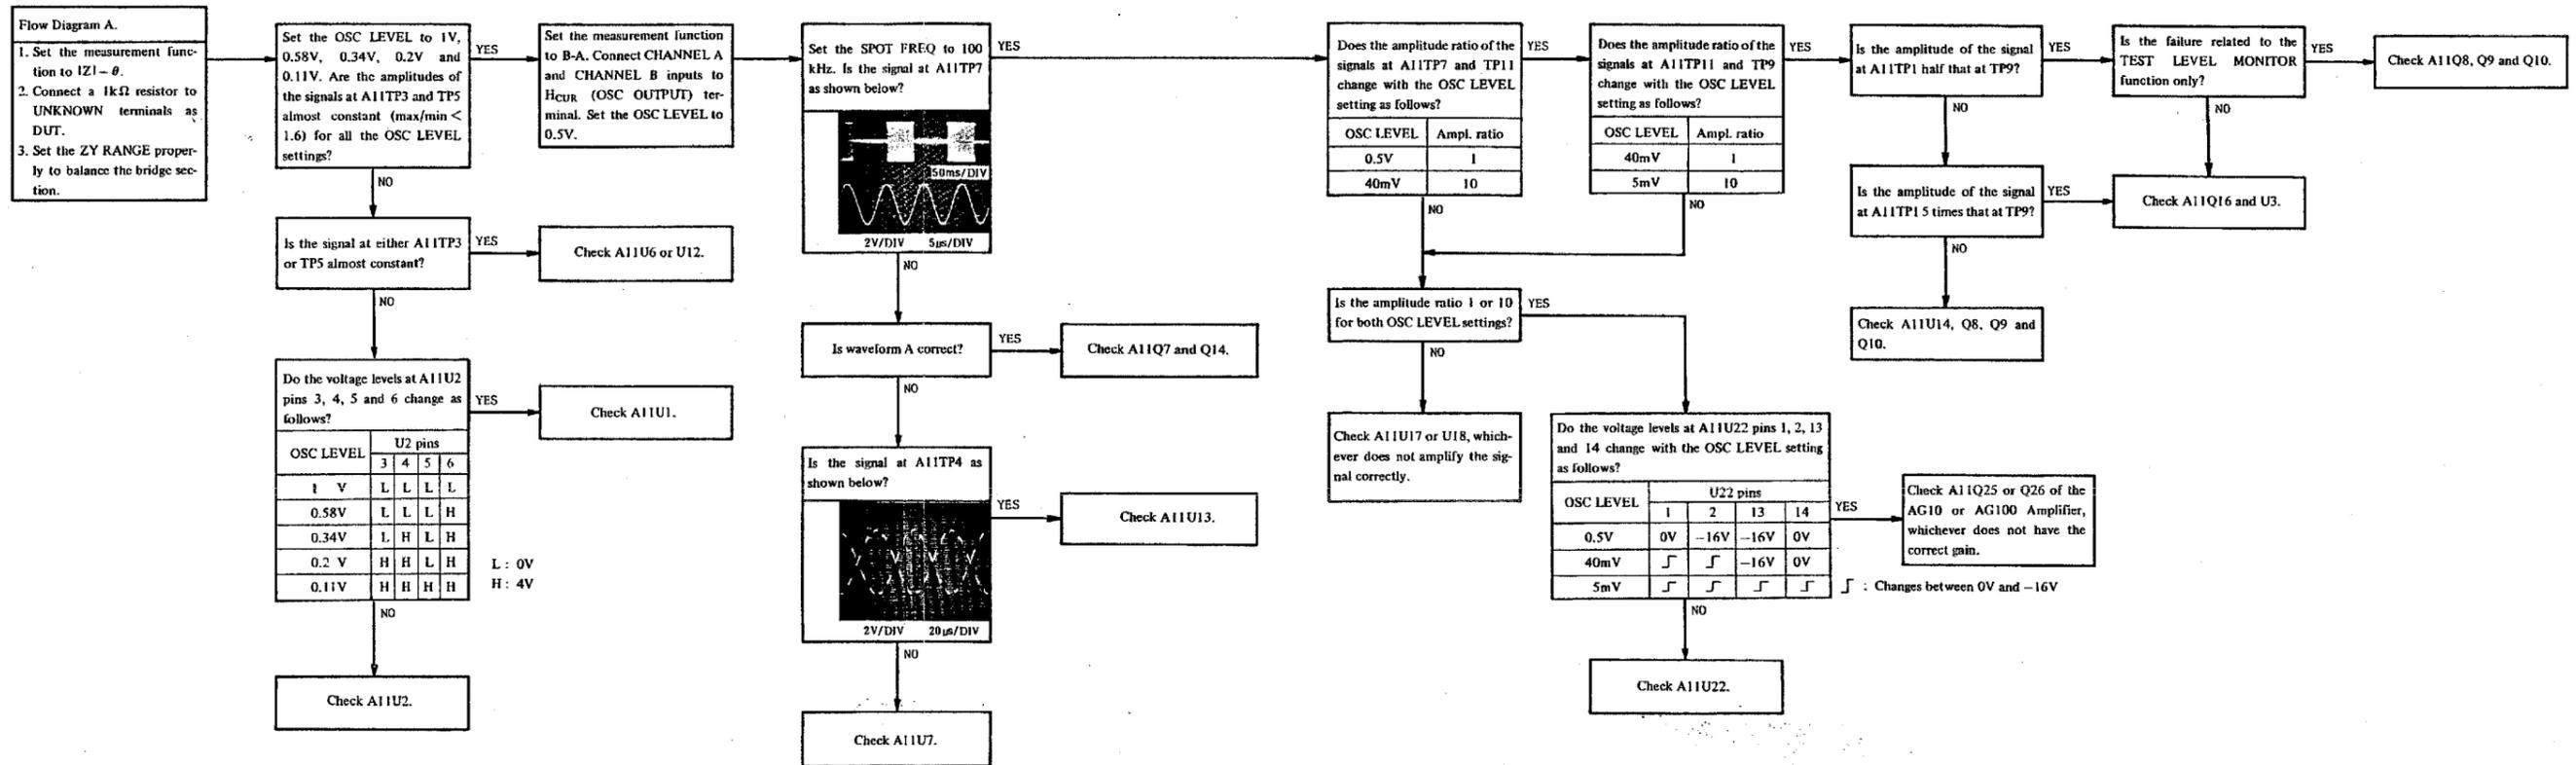 Flow Diagram A.
1. Set the measurement func-
tion to |Z| – θ.
2. Connect a 1kΩ resistor to
UNKNOWN terminals as
DUT.
3. Set the ZY RANGE proper-
ly to balance the bridge sec-
tion.
Set the OSC LEVEL to 1V,
0.58V, 0.34V, 0.2V and
0.11V. Are the amplitudes of
the signals at A11TP3 and TP5
almost constant (max/min <
1.6) for all the OSC LEVEL
settings?
YES
NO
Is the signal at either A11TP3
or TP5 almost constant?
YES
Check A11U6 or U12.
NO
Do the voltage levels at A11U2
pins 3, 4, 5 and 6 change as
follows?
OSC LEVEL U2 pins
3 4 5 6
1 V L L L L
0.58V L L L H
0.34V L H L H
0.2 V H H L H
0.11V H H H H
L : 0V
H : 4V
YES
Check A11U1.
NO
Check A11U2.
Set the measurement function
to B-A. Connect CHANNEL A
and CHANNEL B inputs to
HCUR (OSC OUTPUT) ter-
minal. Set the OSC LEVEL to
0.5V.
Set the SPOT FREQ to 100
kHz. Is the signal at A11TP7
as shown below?
50ms/DIV
2V/DIV 5µs/DIV
YES
NO
Is waveform A correct?
YES
Check A11Q7 and Q14.
NO
Is the signal at A11TP4 as
shown below?
2V/DIV 20µs/DIV
YES
Check A11U13.
NO
Check A11U7.
Does the amplitude ratio of the
signals at A11TP7 and TP11
change with the OSC LEVEL
setting as follows?
OSC LEVEL Ampl. ratio
0.5V 1
40mV 10
YES
NO
Does the amplitude ratio of the
signals at A11TP11 and TP9
change with the OSC LEVEL
setting as follows?
OSC LEVEL Ampl. ratio
40mV 1
5mV 10
YES
NO
Is the amplitude ratio 1 or 10
for both OSC LEVEL settings?
YES
NO
Check A11U17 or U18, which-
ever does not amplify the sig-
nal correctly.
Do the voltage levels at A11U22 pins 1, 2, 13
and 14 change with the OSC LEVEL setting
as follows?
OSC LEVEL U22 pins
1 2 13 14
0.5V 0V –16V –16V 0V
40mV –16V 0V
5mV
: Changes between 0V and –16V
YES
Check A11Q25 or Q26 of the
AG10 or AG100 Amplifier,
whichever does not have the
correct gain.
NO
Check A11U22.
Is the amplitude of the signal
at A11TP1 half that at TP9?
YES
NO
Is the amplitude of the signal
at A11TP1 5 times that at TP9?
YES
NO
Check A11U14, Q8, Q9 and
Q10.
Is the failure related to the
TEST LEVEL MONITOR
function only?
YES
Check A11Q8, Q9 and Q10.
NO
Check A11Q16 and U3.